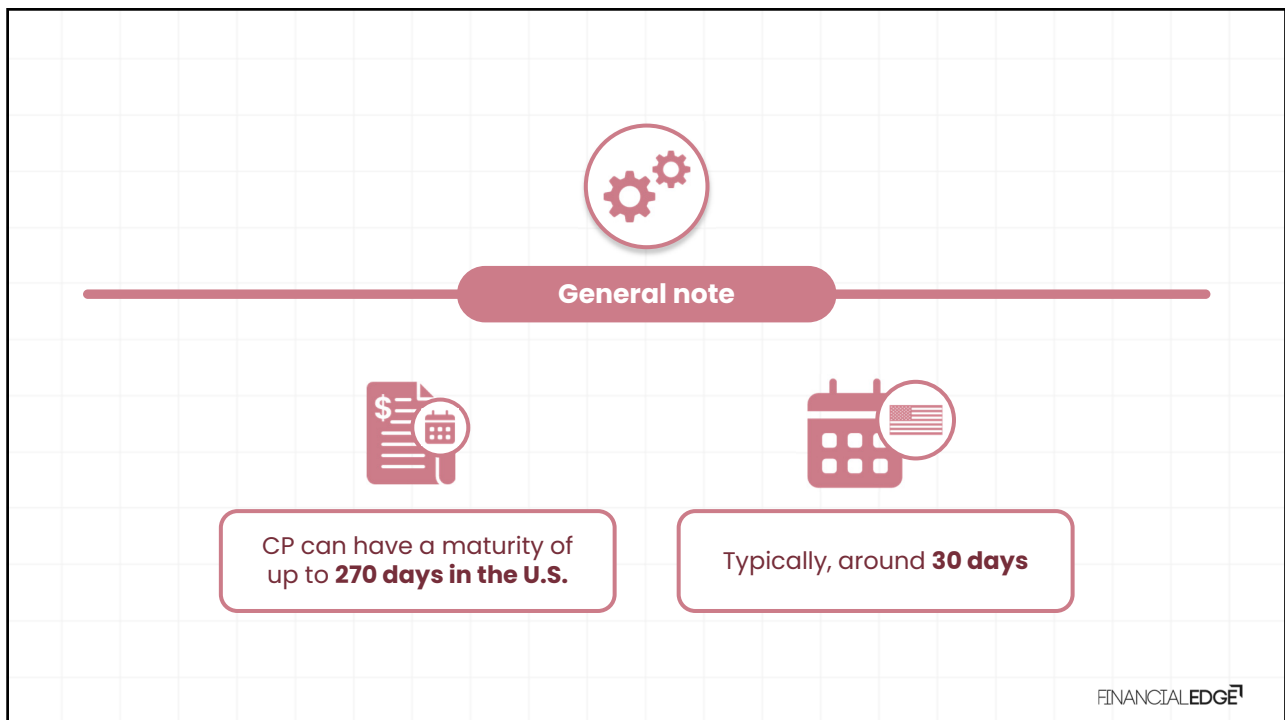 General note
$
CP can have a maturity of
up to 270 days in the U.S.
Typically, around 30 days
FINANCIALEDGE